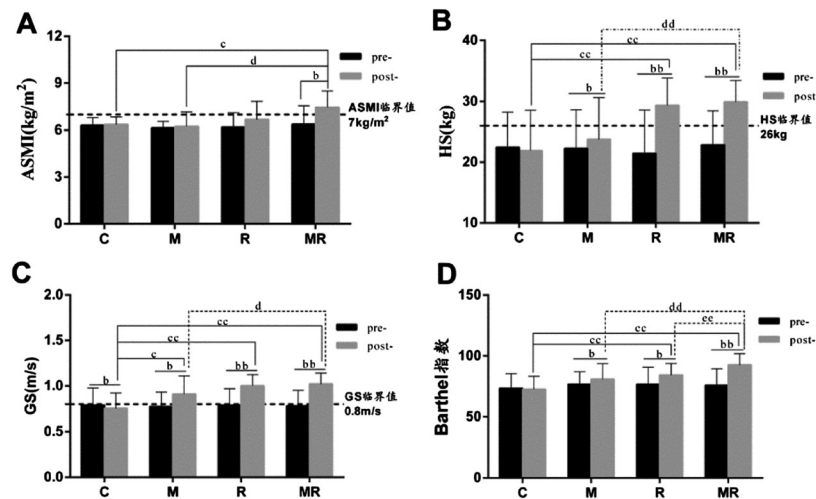 A
ASMI(kg/m²)
12
9
6
3
0
c
d
b
pre-
post-
ASMI临界值
7kg/m²
C M R MR
B
HS(kg)
40
30
20
10
dd
cc
cc
b
bb
bb
pre-
post
HS临界值
26kg
C M R MR
C
GS(m/s)
2.0
1.5
1.0
0.5
0.0
d
cc
cc
c
b
b
bb
bb
pre-
post-
GS临界值
0.8m/s
C M R MR
D
Barthel指数
150
100
50
0
dd
ee
cc
cc
b
b
bb
pre-
post-
C M R MR